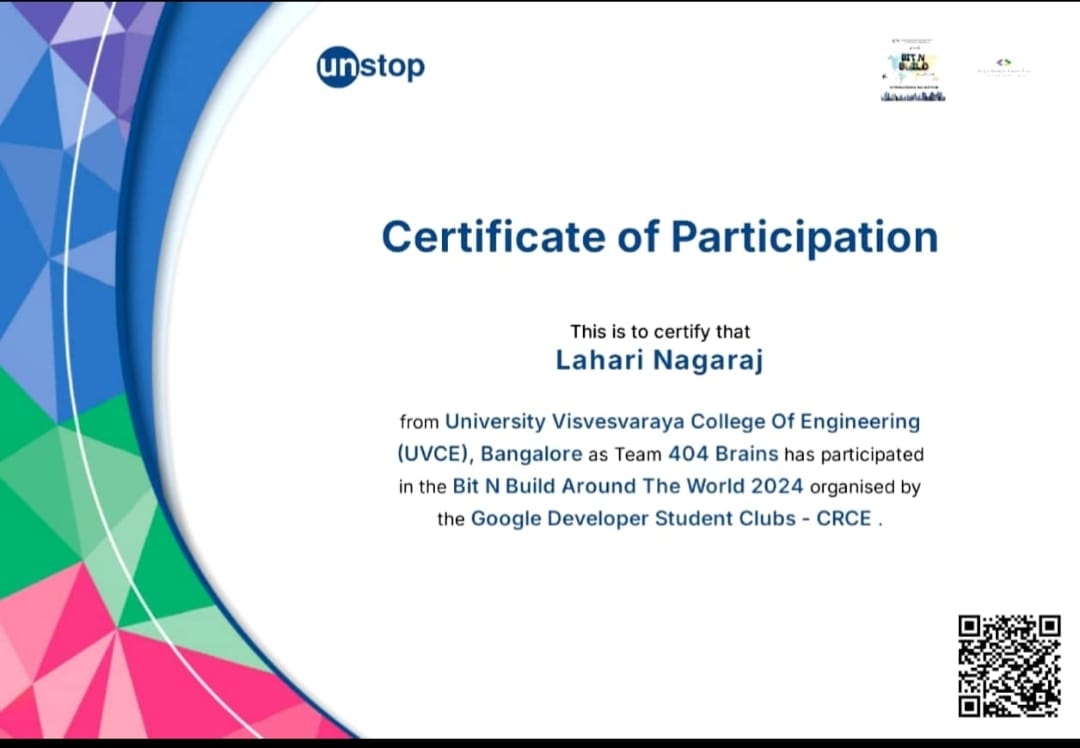 unstop
BIT N
BUILD
Certificate of Participation
This is to certify that
Lahari Nagaraj
from University Visvesvaraya College Of Engineering
(UVCE), Bangalore as Team 404 Brains has participated
in the Bit N Build Around The World 2024 organised by
the Google Developer Student Clubs - CRCE .